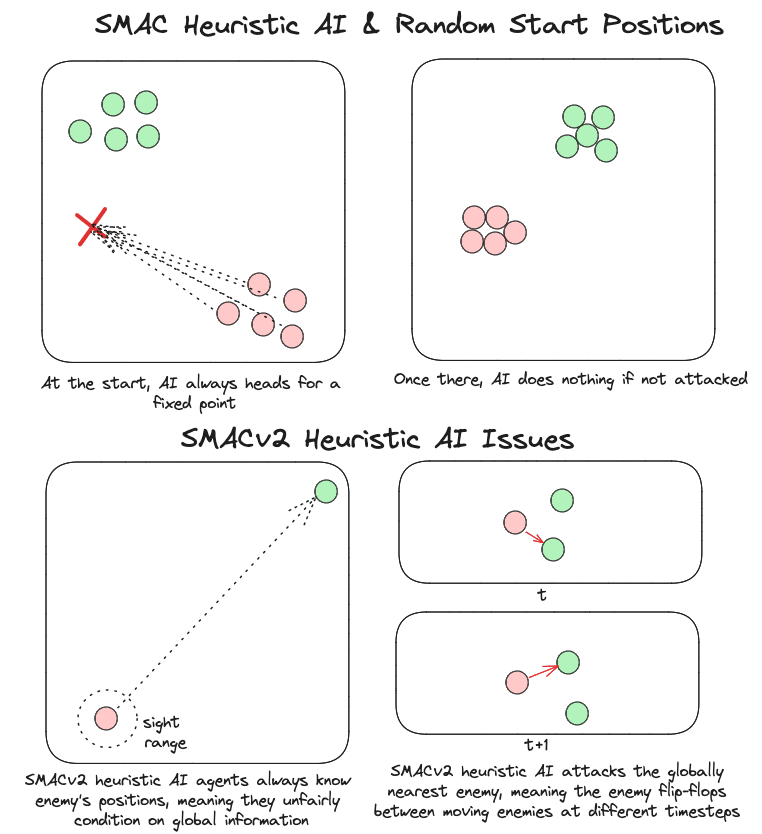 SMAC Heuristic AI & Random Start Positions
At the start, AI always heads for a
fixed point
Once there, AI does nothing if not attacked
SMACv2 Heuristic AI Issues
sight
range
SMACv2 heuristic AI agents always know
enemy's positions, meaning they unfairly
condition on global information
t
t+1
SMACv2 heuristic AI attacks the globally
nearest enemy, meaning the enemy flip-flops
between moving enemies at different timesteps